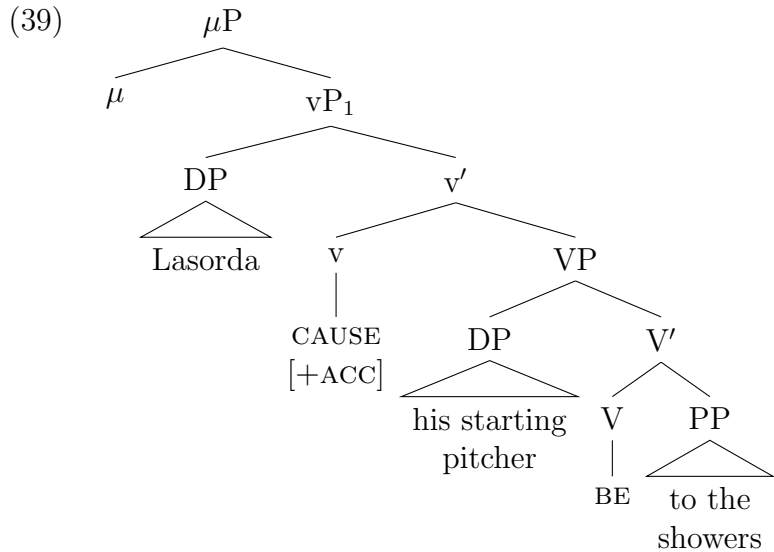 (39) μP
μ vP₁
DP v′
Lasorda v VP
CAUSE DP V′
[+ACC]
his starting V PP
pitcher
BE to the
showers